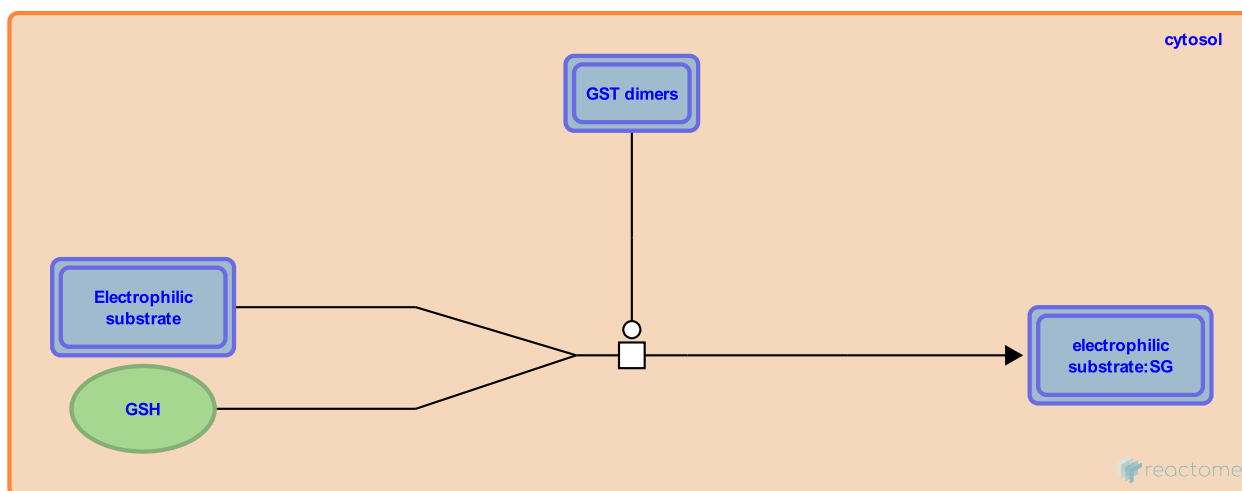 cytosol
GST dimers
Electrophilic
substrate
GSH
electrophilic
substrate:SG
reactome